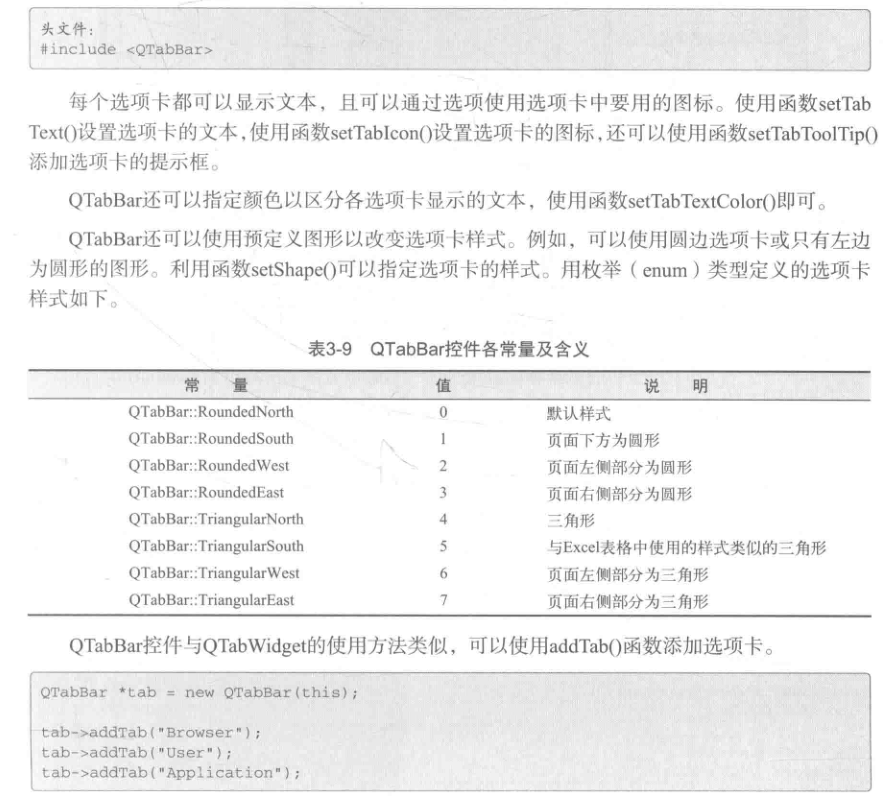 头文件:
#include <QTabBar>
每个选项卡都可以显示文本，且可以通过选项使用选项卡中要用的图标。使用函数setTab
Text()设置选项卡的文本,使用函数setTabIcon()设置选项卡的图标,还可以使用函数setTabToolTip()
添加选项卡的提示框。
QTabBar还可以指定颜色以区分各选项卡显示的文本，使用函数setTabTextColor()即可。
QTabBar还可以使用预定义图形以改变选项卡样式。例如，可以使用圆边选项卡或只有左边
为圆形的图形。利用函数setShape()可以指定选项卡的样式。用枚举（enum）类型定义的选项卡
样式如下。
表3-9 QTabBar控件各常量及含义
常 量 值 说 明
QTabBar::RoundedNorth 0 默认样式
QTabBar::RoundedSouth 1 页面下方为圆形
QTabBar::RoundedWest 2 页面左侧部分为圆形
QTabBar::RoundedEast 3 页面右侧部分为圆形
QTabBar::TriangularNorth 4 三角形
QTabBar::TriangularSouth 5 与Excel表格中使用的样式类似的三角形
QTabBar::TriangularWest 6 页面左侧部分为三角形
QTabBar::TriangularEast 7 页面右侧部分为三角形
QTabBar控件与QTabWidget的使用方法类似，可以使用addTab()函数添加选项卡。
QTabBar *tab = new QTabBar(this);
tab->addTab("Browser");
tab->addTab("User");
tab->addTab("Application");